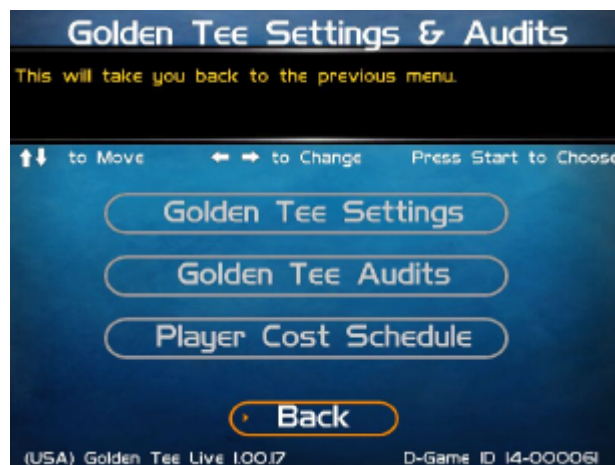 Golden Tee Settings & Audits
This will take you back to the previous menu.
to Move to Change Press Start to Choose
Golden Tee Settings
Golden Tee Audits
Player Cost Schedule
Back
(USA) Golden Tee Live 1.00.17 D-Game ID 14-000061